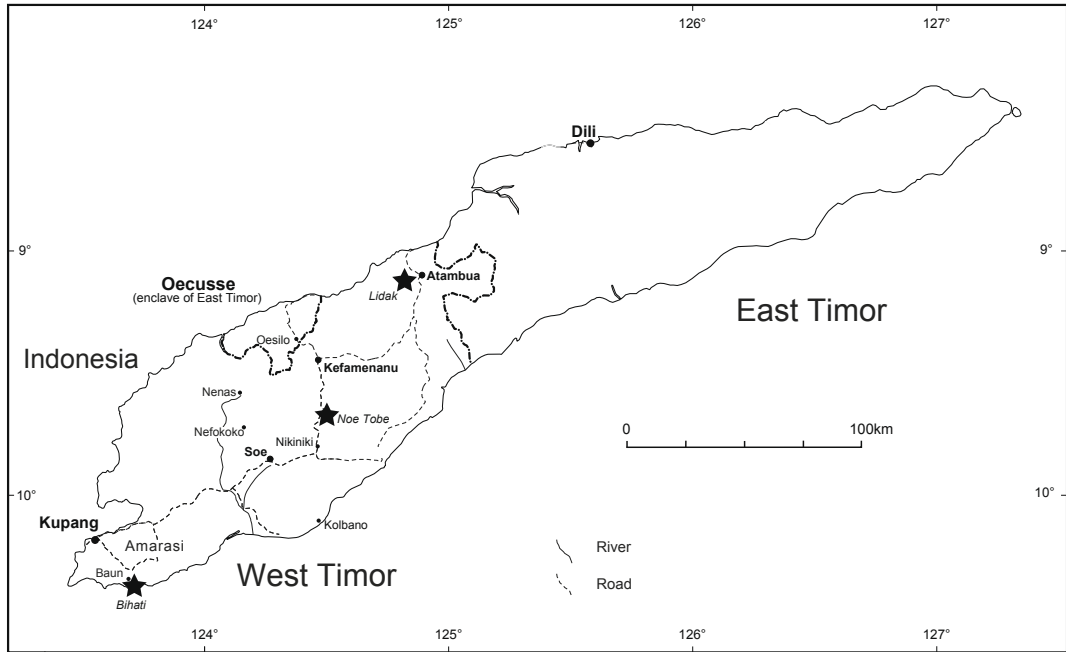 124°
125°
126°
127°
Dili
9°
9°
Atambua
Oecusse
(enclave of East Timor)
Lidak
East Timor
Oesilo
Indonesia
Kefamenanu
Nenas
Noe Tobe
0
100km
Nefokoko
Nikiniki
Soe
10°
10°
Kupang
Kolbano
Amarasi
River
Baun
West Timor
Road
Bihati
124°
125°
126°
127°